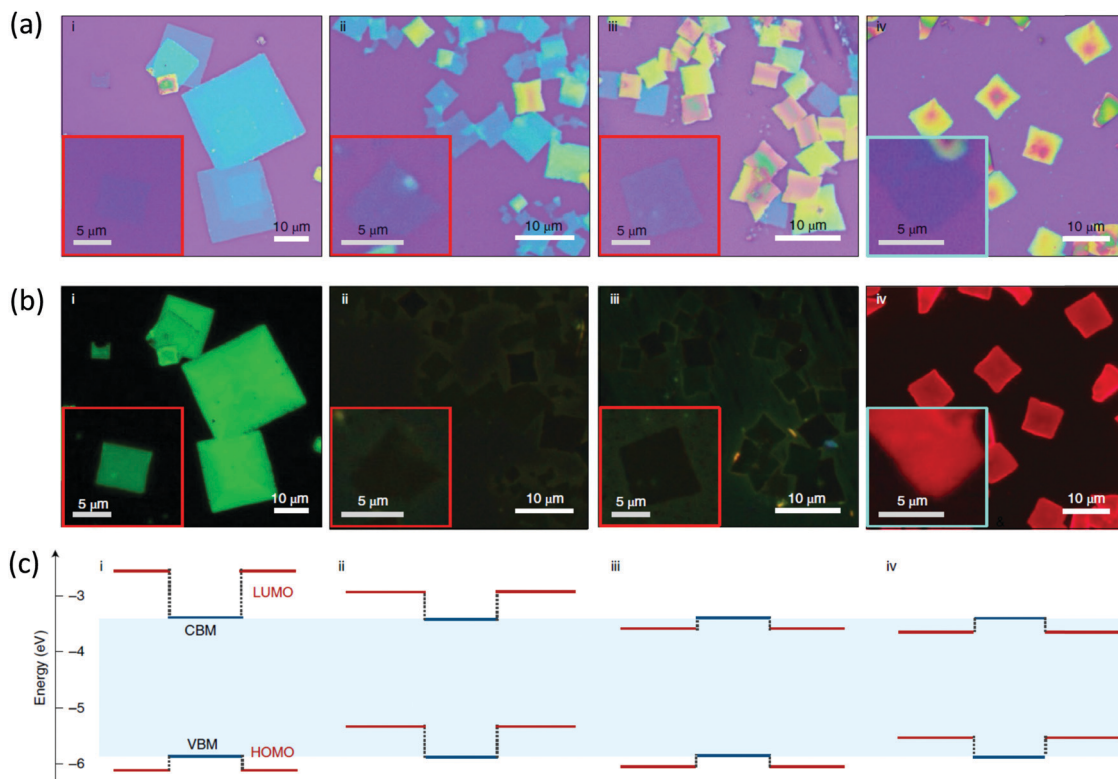 (a)
i
ii
iii
iv
5 μm
10 μm
5 μm
10 μm
5 μm
10 μm
5 μm
10 μm
(b)
i
ii
iii
iv
5 μm
10 μm
5 μm
10 μm
5 μm
10 μm
5 μm
10 μm
(c)
i
ii
iii
iv
Energy (eV)
–3
–4
–5
–6
LUMO
CBM
VBM
HOMO